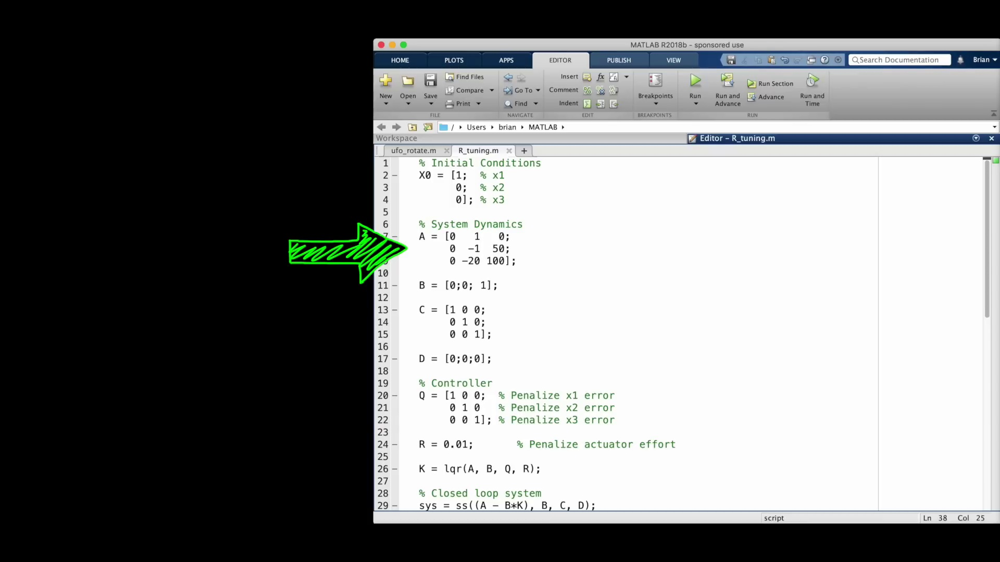 MATLAB R2018b - sponsored use
HOME PLOTS APPS EDITOR PUBLISH VIEW Search Documentation Brian
New Open Save Find Files Compare Print
Go To Find
Insert fx
Comment
Indent
Breakpoints
Run Run and Advance Run Section Advance Run and Time
FILE NAVIGATE EDIT BREAKPOINTS RUN
/ Users brian MATLAB
Workspace
Editor – R_tuning.m
ufo_rotate.m R_tuning.m +
1 % Initial Conditions
2 – X0 = [1; % x1
3 0; % x2
4 0]; % x3
5
6 % System Dynamics
7 – A = [0 1 0;
0 –1 50;
0 –20 100];
10
11 – B = [0;0; 1];
12
13 – C = [1 0 0;
14 0 1 0;
15 0 0 1];
16
17 – D = [0;0;0];
18
19 % Controller
20 – Q = [1 0 0; % Penalize x1 error
21 0 1 0 % Penalize x2 error
22 0 0 1]; % Penalize x3 error
23
24 – R = 0.01; % Penalize actuator effort
25
26 – K = lqr(A, B, Q, R);
27
28 % Closed loop system
29 – sys = ss((A – B*K), B, C, D);
script Ln 38 Col 25